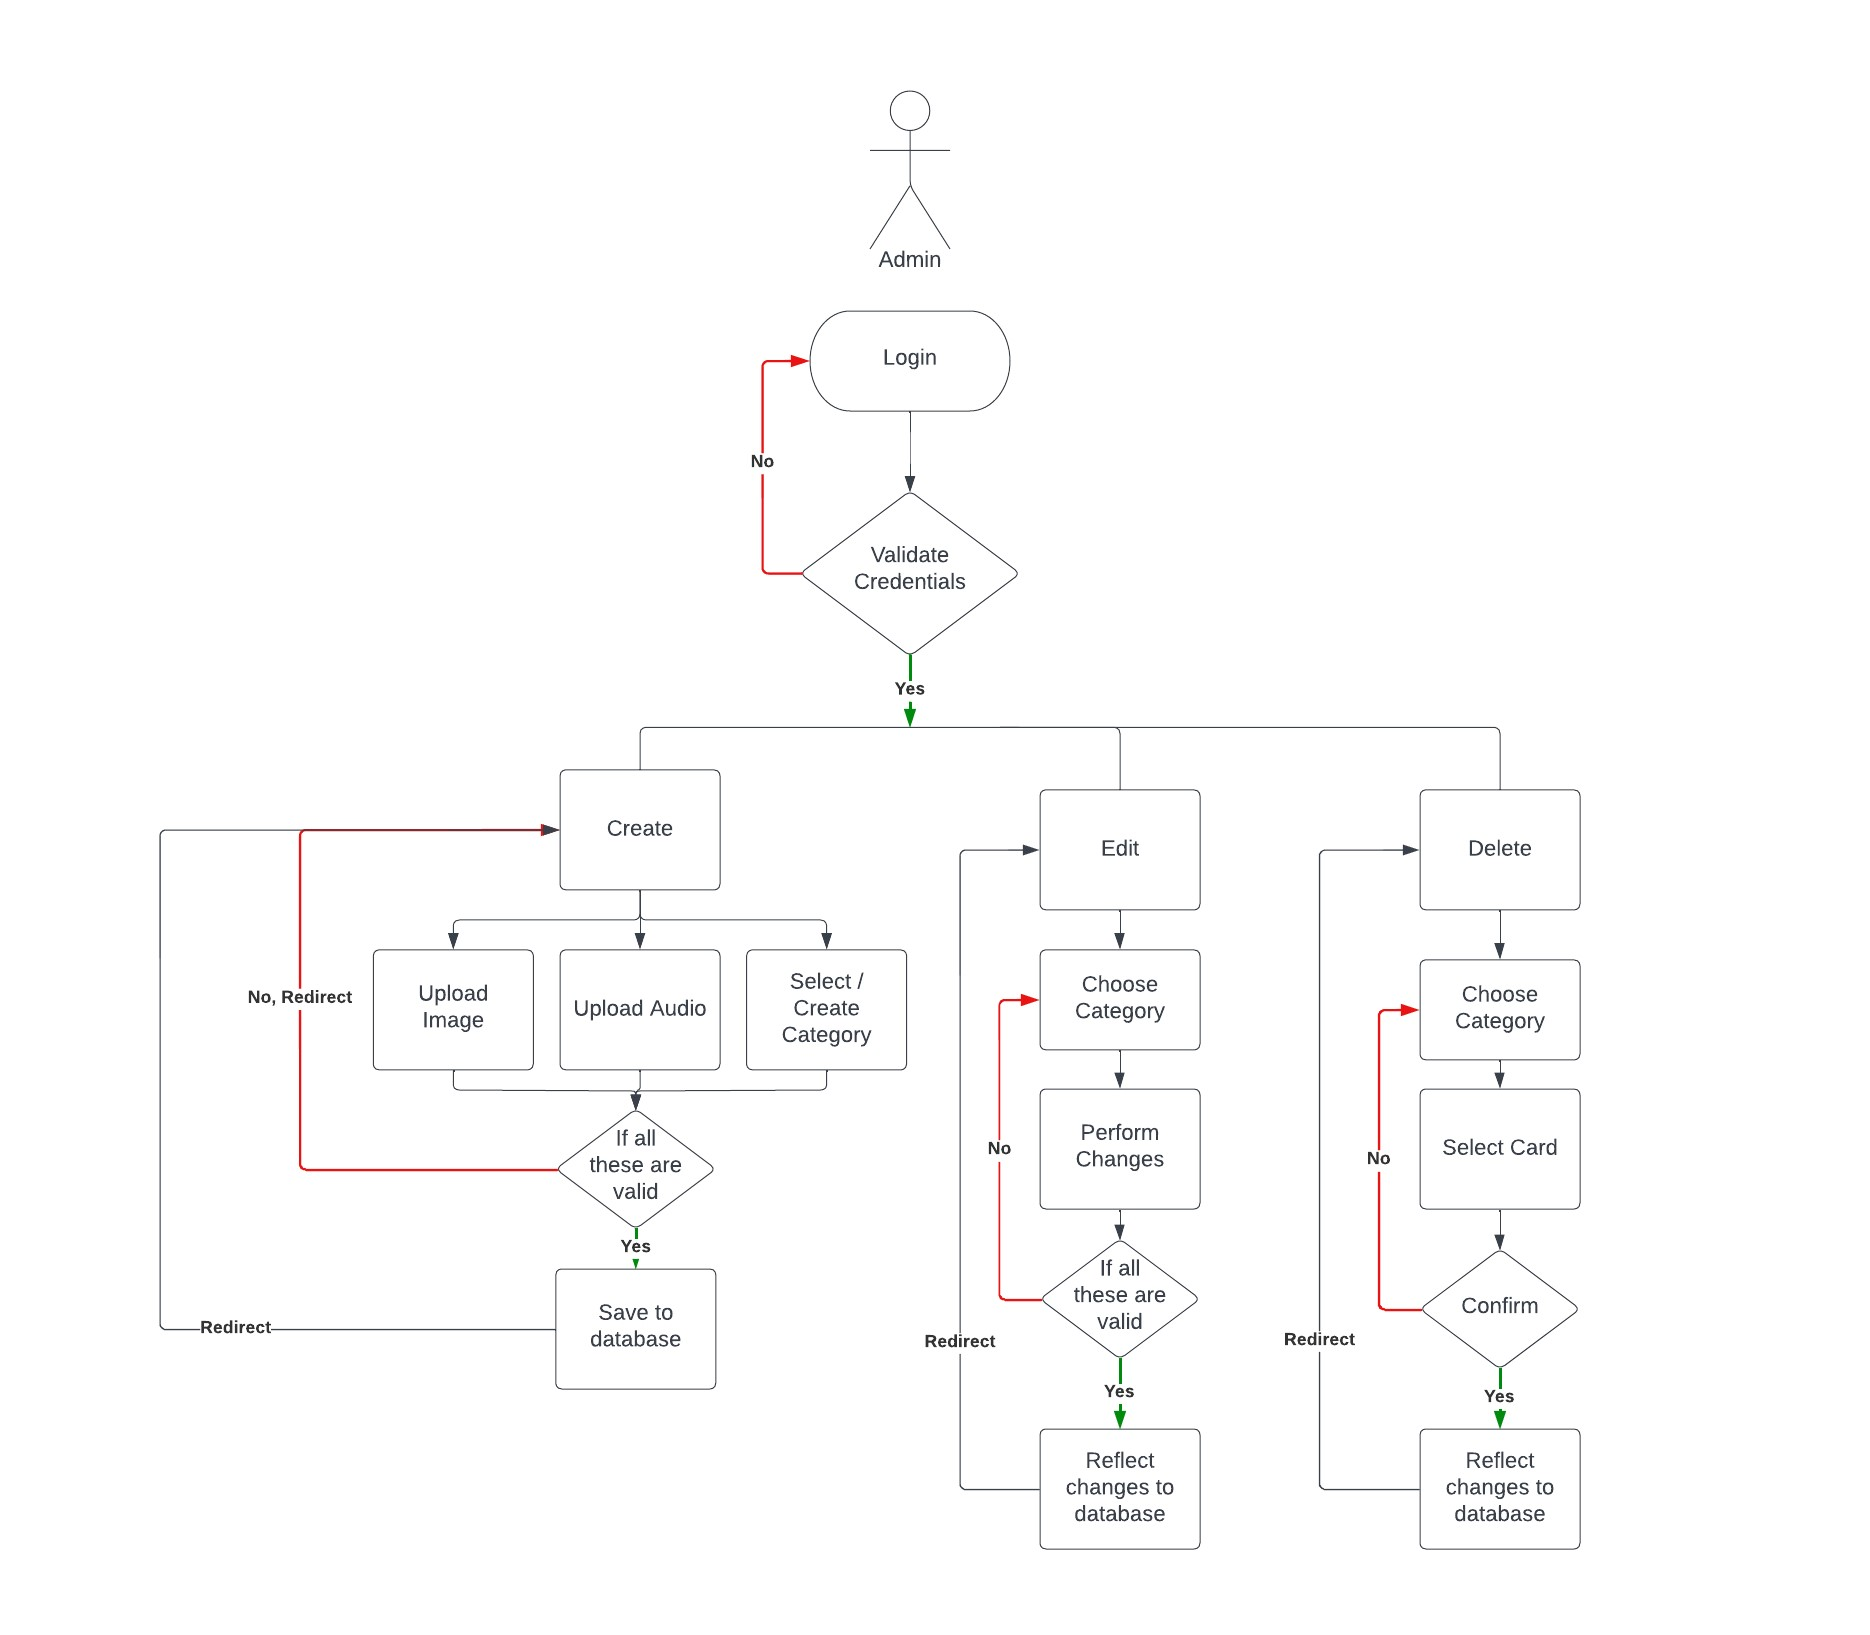 Admin
Login
No
Validate
Credentials
Yes
Create
Edit
Delete
Upload
Image
Upload Audio
Select /
Create
Category
No, Redirect
If all
these are
valid
Yes
Save to
database
Redirect
Choose
Category
Perform
Changes
No
If all
these are
valid
Redirect
Yes
Reflect
changes to
database
Choose
Category
Select Card
No
Confirm
Redirect
Yes
Reflect
changes to
database